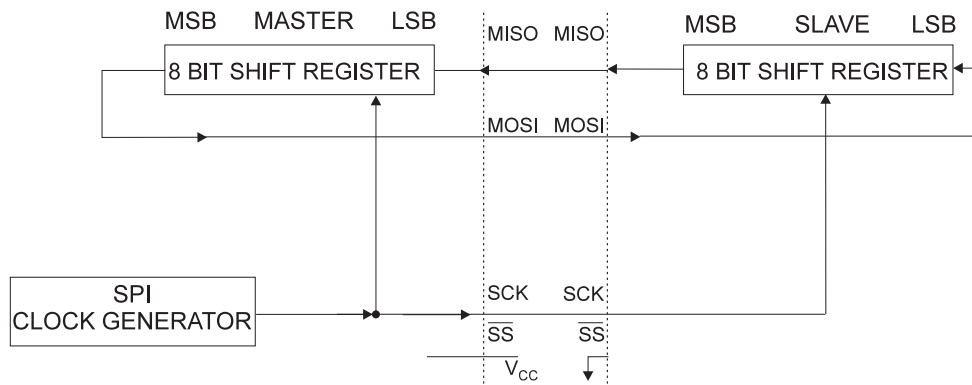 MSB MASTER LSB
MISO MISO
MSB SLAVE LSB
8 BIT SHIFT REGISTER
8 BIT SHIFT REGISTER
MOSI MOSI
SPI
CLOCK GENERATOR
SCK SCK
SS SS
VCC